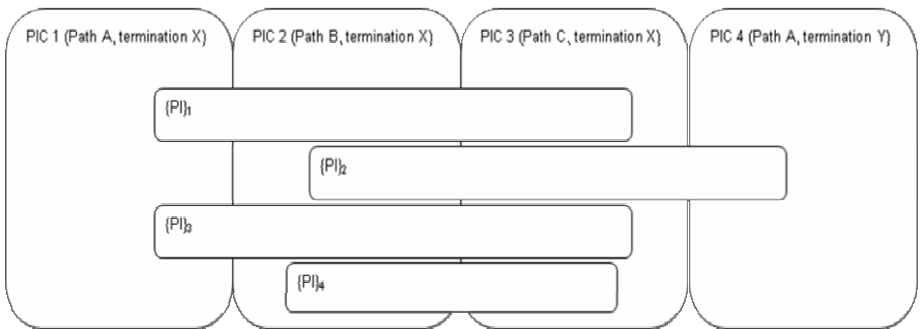 PIC 1 (Path A, termination X)
PIC 2 (Path B, termination X)
PIC 3 (Path C, termination X)
PIC 4 (Path A, termination Y)
{PI}₁
{PI}₂
{PI}₃
{PI}₄